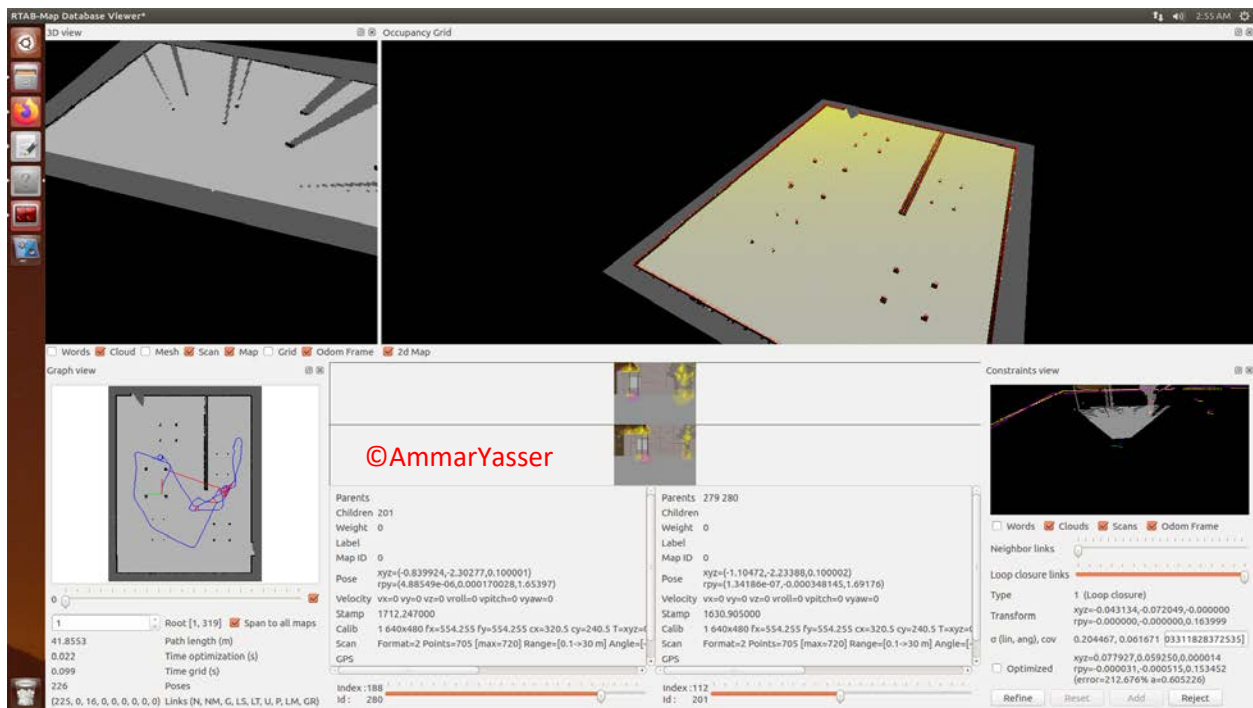 RTAB-Map Database Viewer*
2:55 AM
3D view
Occupancy Grid
Words Cloud Mesh Scan Map Grid Odom Frame 2d Map
Graph view
0
1
Root [1, 319] Span to all maps
41.8553 Path length (m)
0.022 Time optimization (s)
0.099 Time grid (s)
226 Poses
(225, 0, 16, 0, 0, 0, 0, 0, 0) Links (N, NM, G, LS, LT, U, P, LM, GR)
©AmmarYasser
Parents
Children 201
Weight 0
Label
Map ID 0
Pose xyz=(-0.839924,-2.30277,0.100001)
rpy=(4.88549e-06,0.000170028,1.65397)
Velocity vx=0 vy=0 vz=0 vroll=0 vpitch=0 vyaw=0
Stamp 1712.247000
Calib 1 640x480 fx=554.255 fy=554.255 cx=320.5 cy=240.5 T=xyz=(
Scan Format=2 Points=705 [max=720] Range=[0.1->30 m] Angle=[-
GPS
Index :188
Id : 280
Parents 279 280
Children
Weight 0
Label
Map ID 0
Pose xyz=(-1.10472,-2.23388,0.100002)
rpy=(1.34186e-07,-0.000348145,1.69176)
Velocity vx=0 vy=0 vz=0 vroll=0 vpitch=0 vyaw=0
Stamp 1630.905000
Calib 1 640x480 fx=554.255 fy=554.255 cx=320.5 cy=240.5 T=xyz=(
Scan Format=2 Points=705 [max=720] Range=[0.1->30 m] Angle=[-
GPS
Index :112
Id : 201
Constraints view
Words Clouds Scans Odom Frame
Neighbor links
Loop closure links
Type 1 (Loop closure)
Transform xyz=-0.043134,-0.072049,-0.000000
rpy=-0.000000,-0.000000,0.163999
σ (lin, ang), cov 0.204467, 0.061671 03311828372535]
Optimized xyz=0.077927,0.059250,0.000014
rpy=-0.000031,-0.000515,0.153452
(error=212.676% a=0.605226)
Refine Reset Add Reject